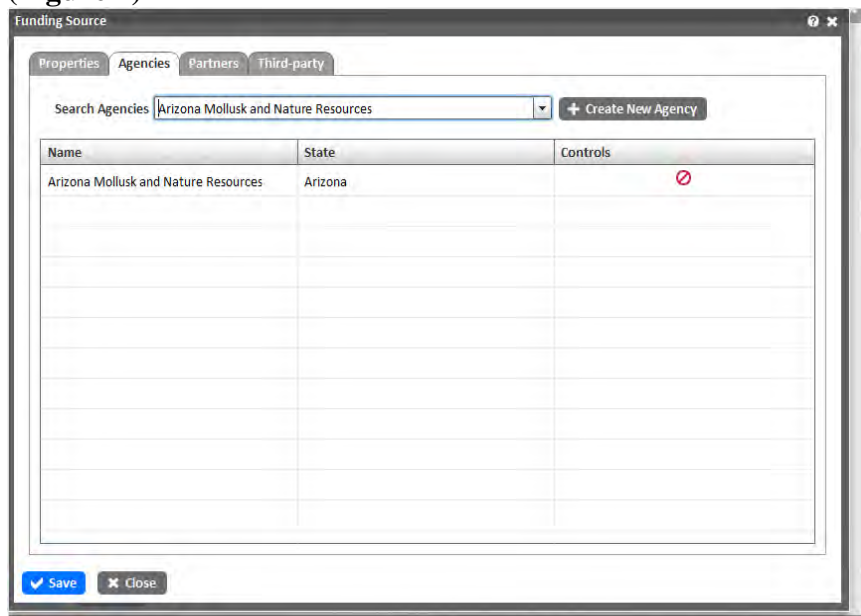 Funding Source
Properties Agencies Partners Third-party
Search Agencies Arizona Mollusk and Nature Resources + Create New Agency
Name State Controls
Arizona Mollusk and Nature Resources Arizona
Save Close